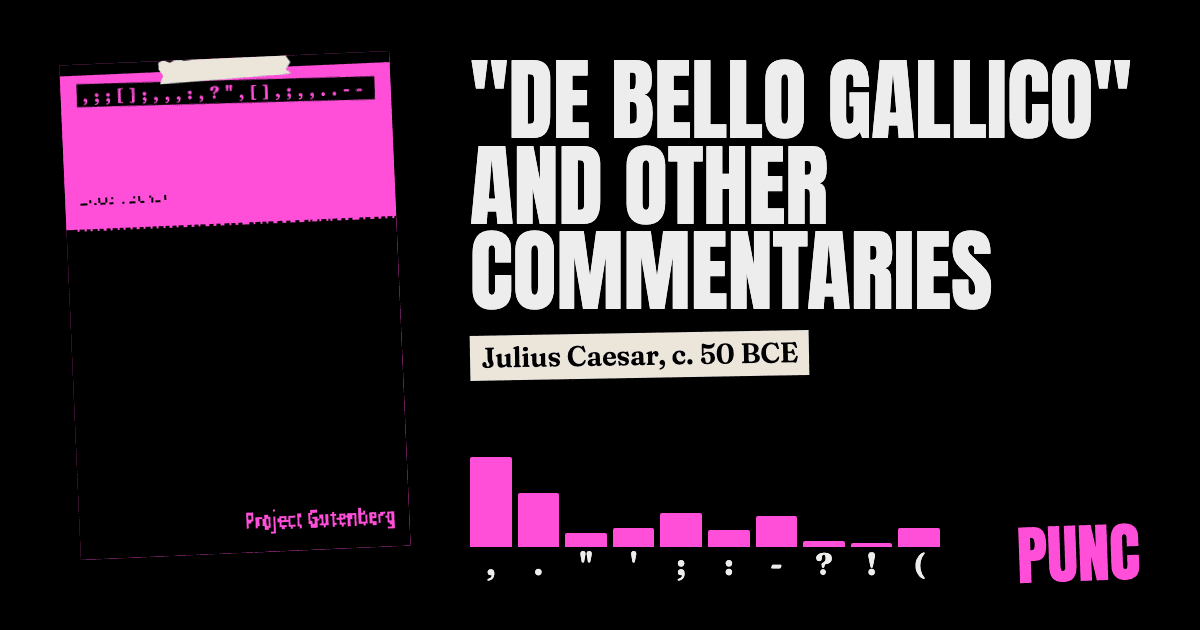 ,;;[];,,,:,?",[],;,,..--
Project Gutenberg
"DE BELLO GALLICO"
AND OTHER
COMMENTARIES
Julius Caesar, c. 50 BCE
, . " ' ; : - ? ! (
PUNC